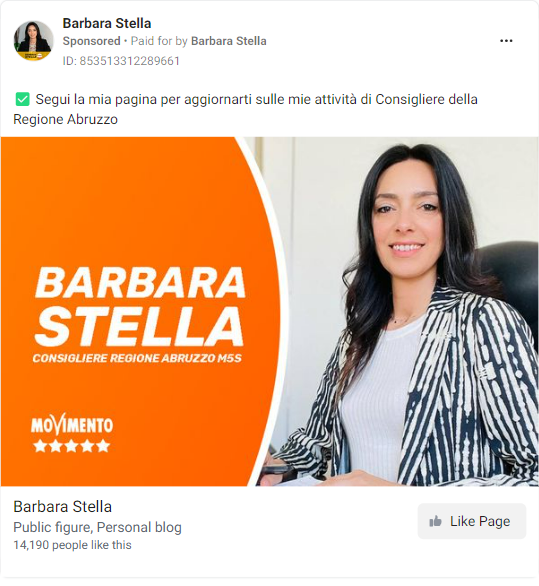 Barbara Stella
Sponsored • Paid for by Barbara Stella
ID: 853513312289661
✅ Segui la mia pagina per aggiornarti sulle mie attività di Consigliere della
Regione Abruzzo
BARBARA
STELLA
CONSIGLIERE REGIONE ABRUZZO M5S
MOVIMENTO
★★★★★
Barbara Stella
Public figure, Personal blog
14,190 people like this
Like Page